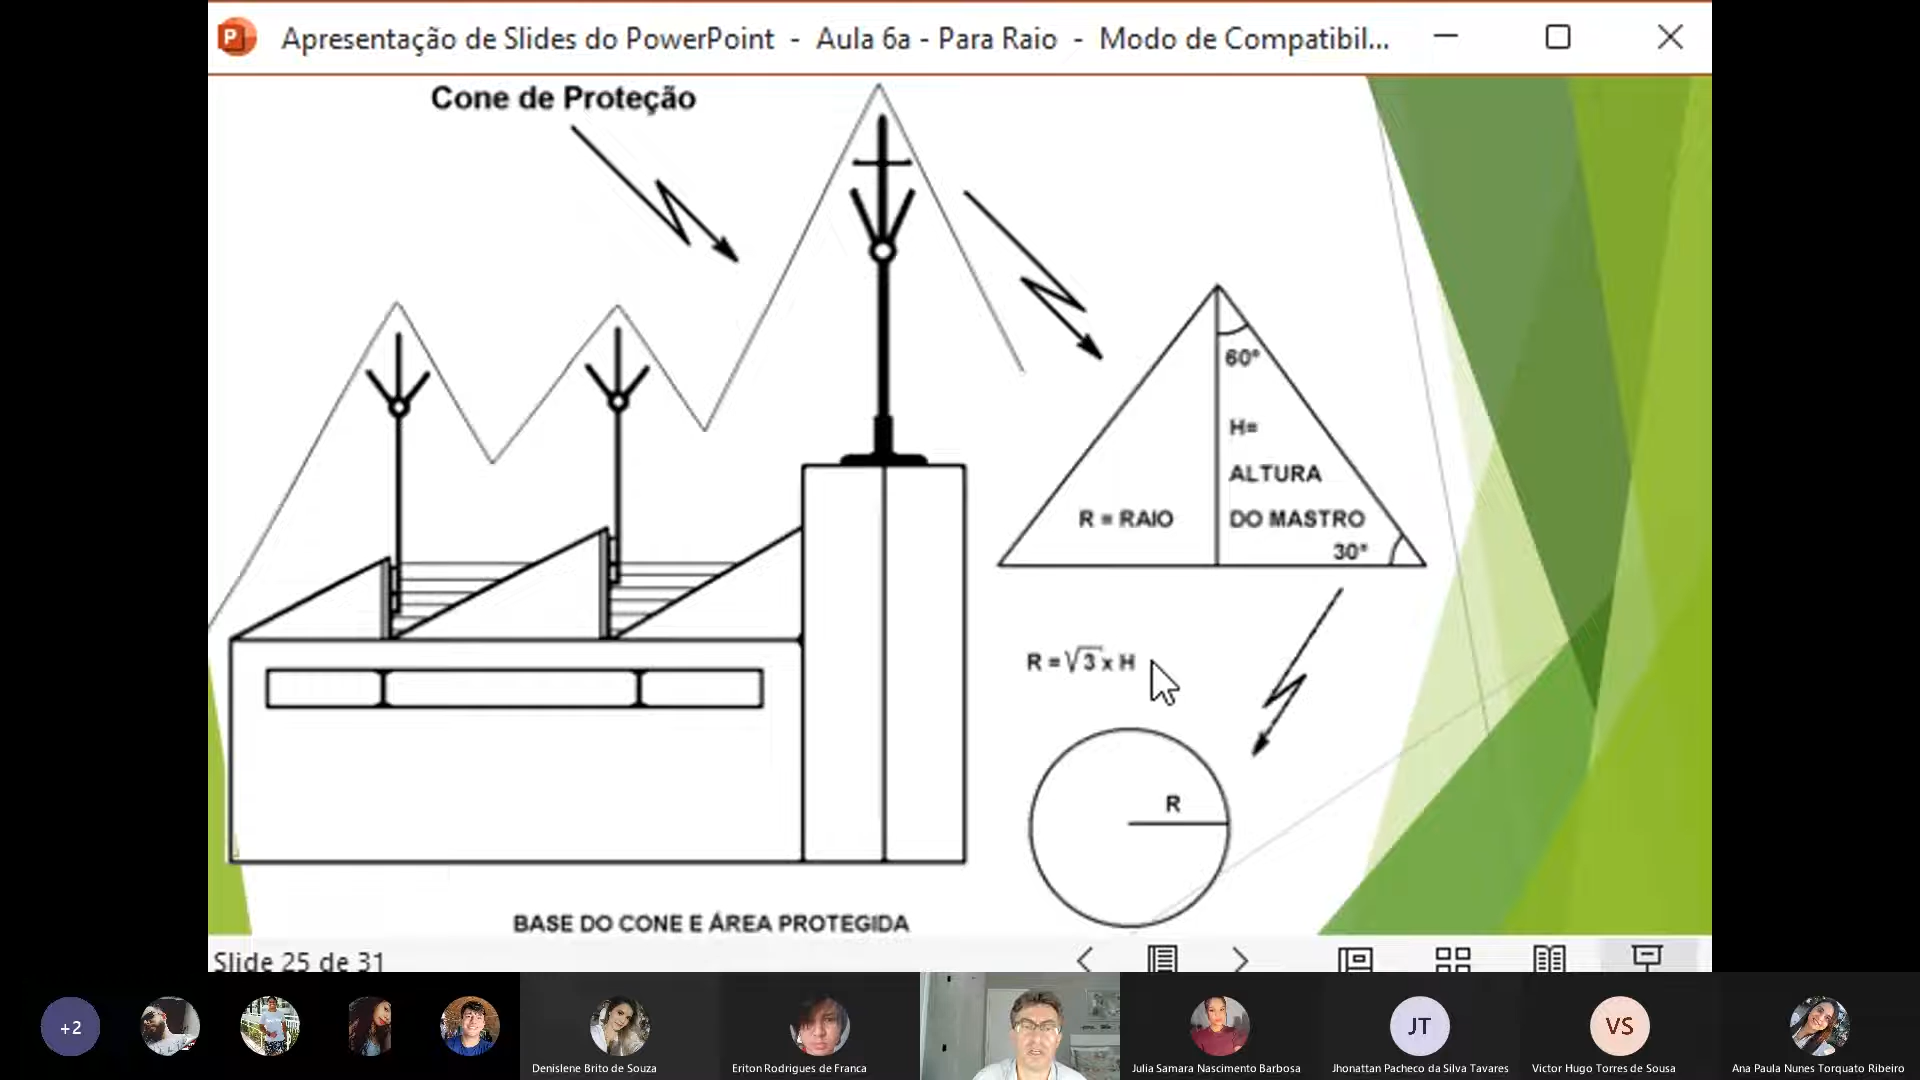 Apresentação de Slides do PowerPoint - Aula 6a - Para Raio - Modo de Compatibil...
Cone de Proteção
60º
H=
ALTURA
R = RAIO
DO MASTRO
30º
R = √3 x H
R
BASE DO CONE E ÁREA PROTEGIDA
Slide 25 de 31
+2
JT
VS
Denislene Brito de Souza
Eriton Rodrigues de Franca
Julia Samara Nascimento Barbosa
Jhonattan Pacheco da Silva Tavares
Victor Hugo Torres de Sousa
Ana Paula Nunes Torquato Ribeiro